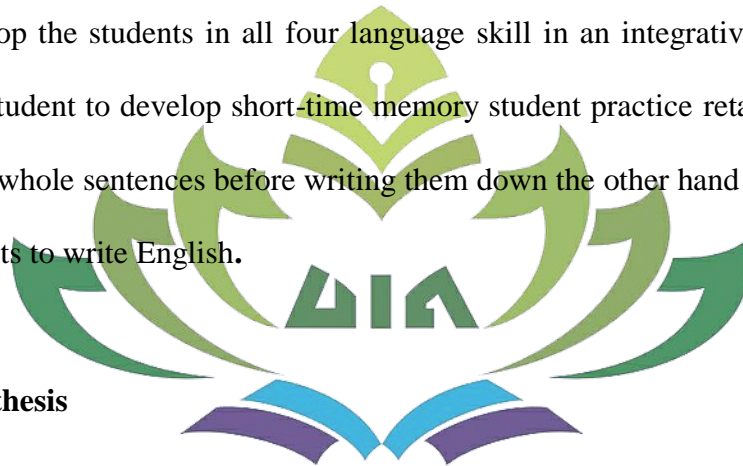 op the students in all four language skill in an integrativ
tudent to develop short-time memory student practice reta
whole sentences before writing them down the other hand
ts to write English.
UIN
thesis